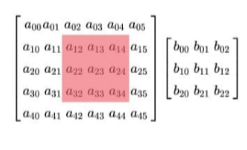 a₀₀ a₀₁ a₀₂ a₀₃ a₀₄ a₀₅
a₁₀ a₁₁ a₁₂ a₁₃ a₁₄ a₁₅ b₀₀ b₀₁ b₀₂
a₂₀ a₂₁ a₂₂ a₂₃ a₂₄ a₂₅ b₁₀ b₁₁ b₁₂
a₃₀ a₃₁ a₃₂ a₃₃ a₃₄ a₃₅ b₂₀ b₂₁ b₂₂
a₄₀ a₄₁ a₄₂ a₄₃ a₄₄ a₄₅